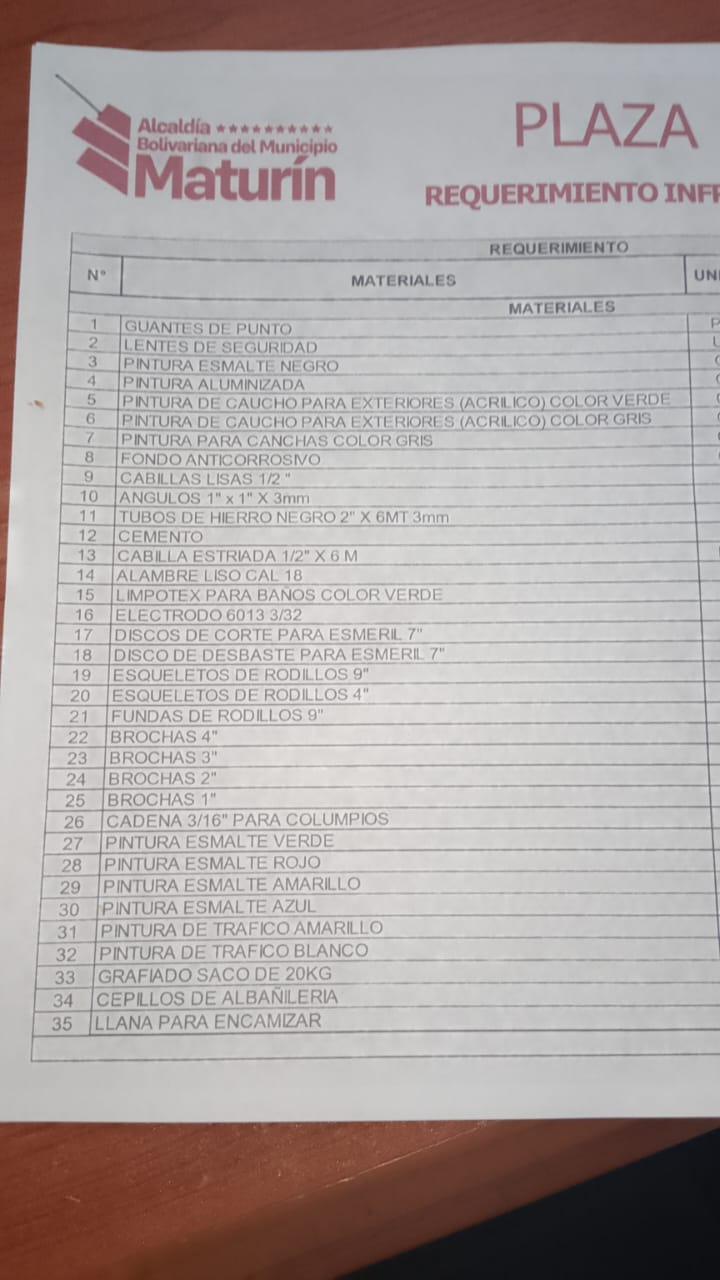 Alcaldía ★★★★★★★★★★
Bolivariana del Municipio
Maturín
PLAZA
REQUERIMIENTO
REQUERIMIENTO
N° MATERIALES
MATERIALES
1 GUANTES DE PUNTO
2 LENTES DE SEGURIDAD
3 PINTURA ESMALTE NEGRO
4 PINTURA ALUMINIZADA
5 PINTURA DE CAUCHO PARA EXTERIORES (ACRILICO) COLOR VERDE
6 PINTURA DE CAUCHO PARA EXTERIORES (ACRILICO) COLOR GRIS
7 PINTURA PARA CANCHAS COLOR GRIS
8 FONDO ANTICORROSIVO
9 CABILLAS LISAS 1/2 "
10 ANGULOS 1" x 1" X 3mm
11 TUBOS DE HIERRO NEGRO 2" X 6MT 3mm
12 CEMENTO
13 CABILLA ESTRIADA 1/2" X 6 M
14 ALAMBRE LISO CAL 18
15 LIMPOTEX PARA BAÑOS COLOR VERDE
16 ELECTRODO 6013 3/32
17 DISCOS DE CORTE PARA ESMERIL 7"
18 DISCO DE DESBASTE PARA ESMERIL 7"
19 ESQUELETOS DE RODILLOS 9"
20 ESQUELETOS DE RODILLOS 4"
21 FUNDAS DE RODILLOS 9"
22 BROCHAS 4"
23 BROCHAS 3"
24 BROCHAS 2"
25 BROCHAS 1"
26 CADENA 3/16" PARA COLUMPIOS
27 PINTURA ESMALTE VERDE
28 PINTURA ESMALTE ROJO
29 PINTURA ESMALTE AMARILLO
30 PINTURA ESMALTE AZUL
31 PINTURA DE TRAFICO AMARILLO
32 PINTURA DE TRAFICO BLANCO
33 GRAFIADO SACO DE 20KG
34 CEPILLOS DE ALBAÑILERIA
35 LLANA PARA ENCAMIZAR